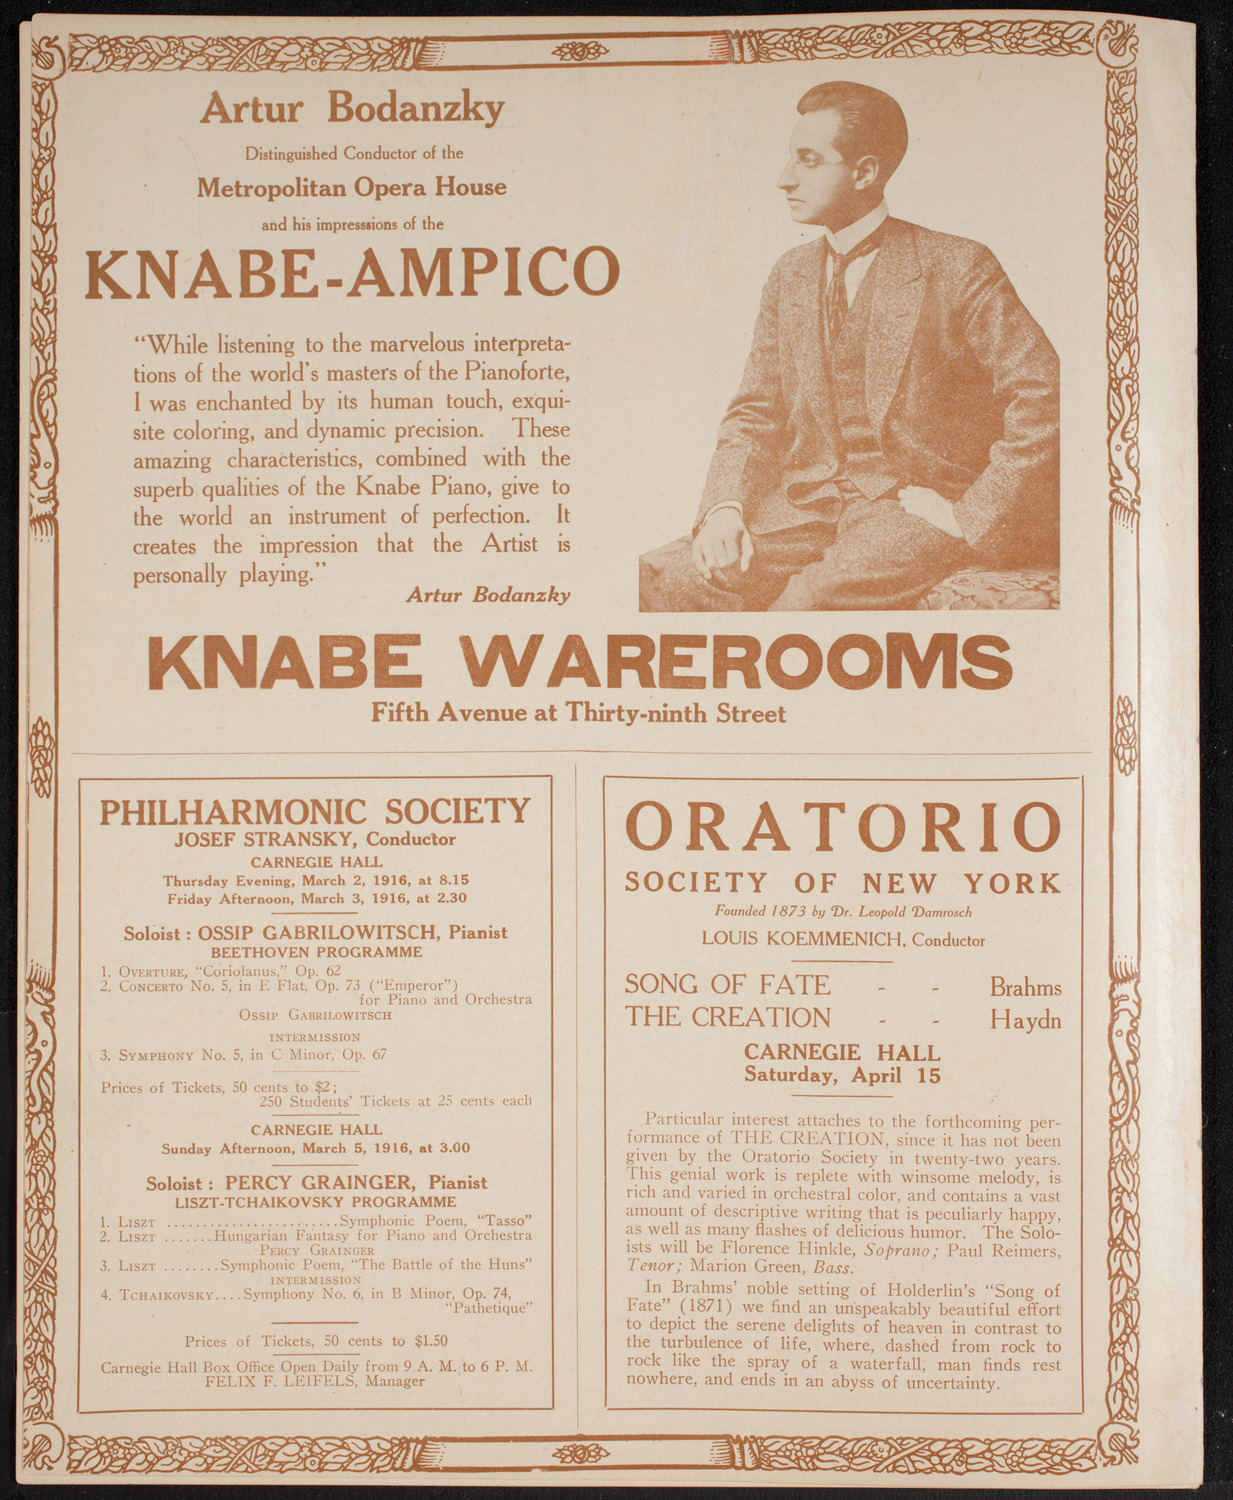 Artur Bodanzky
Distinguished Conductor of the
Metropolitan Opera House
and his impresssions of the
KNABE-AMPICO
“While listening to the marvelous interpreta-
tions of the world's masters of the Pianoforte,
I was enchanted by its human touch, exqui-
site coloring, and dynamic precision. These
amazing characteristics, combined with the
superb qualities of the Knabe Piano, give to
the world an instrument of perfection. It
creates the impression that the Artist is
personally playing.”
Artur Bodanzky
KNABE WAREROOMS
Fifth Avenue at Thirty-ninth Street
PHILHARMONIC SOCIETY
JOSEF STRANSKY, Conductor
CARNEGIE HALL
Thursday Evening, March 2, 1916, at 8.15
Friday Afternoon, March 3, 1916, at 2.30
Soloist : OSSIP GABRILOWITSCH, Pianist
BEETHOVEN PROGRAMME
1. OVERTURE, “Coriolanus,” Op. 62
2. CONCERTO No. 5, in E Flat, Op. 73 (“Emperor”)
for Piano and Orchestra
OSSIP GABRILOWITSCH
INTERMISSION
3. SYMPHONY No. 5, in C Minor, Op. 67
Prices of Tickets, 50 cents to $2;
250 Students' Tickets at 25 cents each
CARNEGIE HALL
Sunday Afternoon, March 5, 1916, at 3.00
Soloist : PERCY GRAINGER, Pianist
LISZT-TCHAIKOVSKY PROGRAMME
1. LISZT ........................Symphonic Poem, “Tasso”
2. LISZT .......Hungarian Fantasy for Piano and Orchestra
PERCY GRAINGER
3. LISZT ........Symphonic Poem, “The Battle of the Huns”
INTERMISSION
4. TCHAIKOVSKY....Symphony No. 6, in B Minor, Op. 74,
“Pathetique”
Prices of Tickets, 50 cents to $1.50
Carnegie Hall Box Office Open Daily from 9 A. M. to 6 P. M.
FELIX F. LEIFELS, Manager
ORATORIO
SOCIETY OF NEW YORK
Founded 1873 by Dr. Leopold Damrosch
LOUIS KOEMMENICH, Conductor
SONG OF FATE - - Brahms
THE CREATION - - Haydn
CARNEGIE HALL
Saturday, April 15
Particular interest attaches to the forthcoming per-
formance of THE CREATION, since it has not been
given by the Oratorio Society in twenty-two years.
This genial work is replete with winsome melody, is
rich and varied in orchestral color, and contains a vast
amount of descriptive writing that is peculiarly happy,
as well as many flashes of delicious humor. The Solo-
ists will be Florence Hinkle, Soprano; Paul Reimers,
Tenor; Marion Green, Bass.
In Brahms' noble setting of Holderlin's “Song of
Fate” (1871) we find an unspeakably beautiful effort
to depict the serene delights of heaven in contrast to
the turbulence of life, where, dashed from rock to
rock like the spray of a waterfall, man finds rest
nowhere, and ends in an abyss of uncertainty.